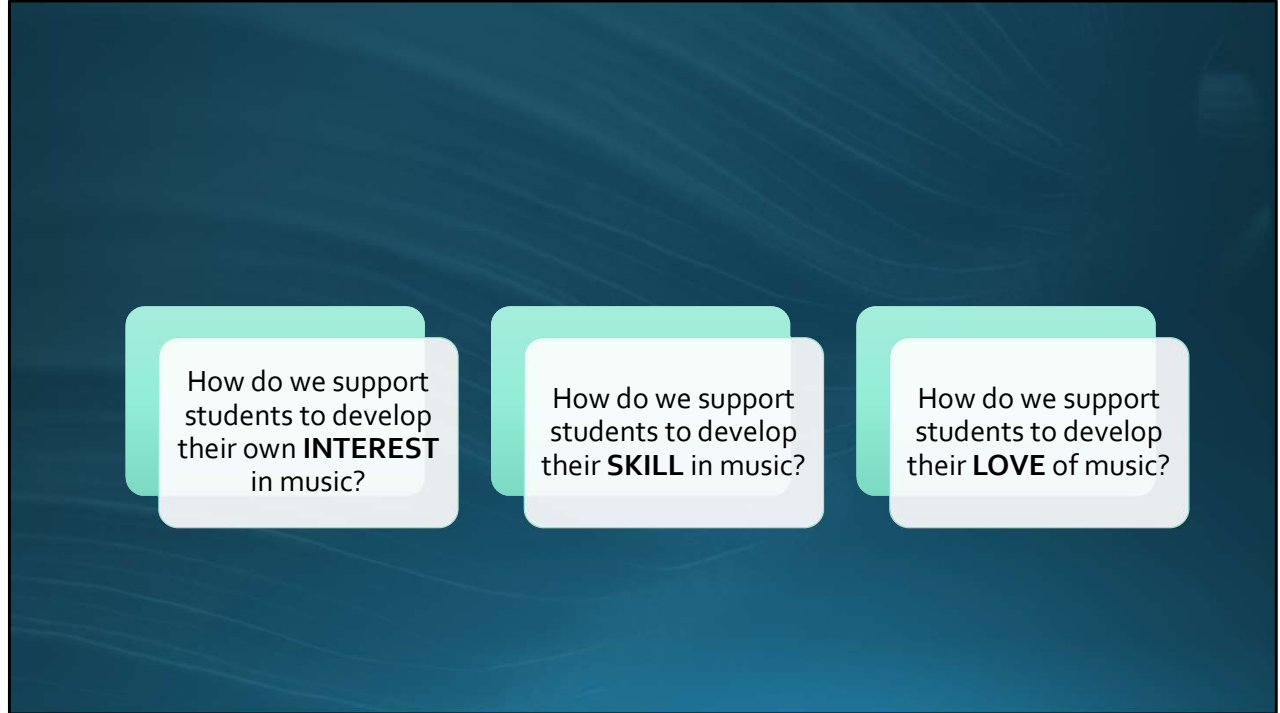 How do we support
students to develop
their own INTEREST
in music?
How do we support
students to develop
their SKILL in music?
How do we support
students to develop
their LOVE of music?